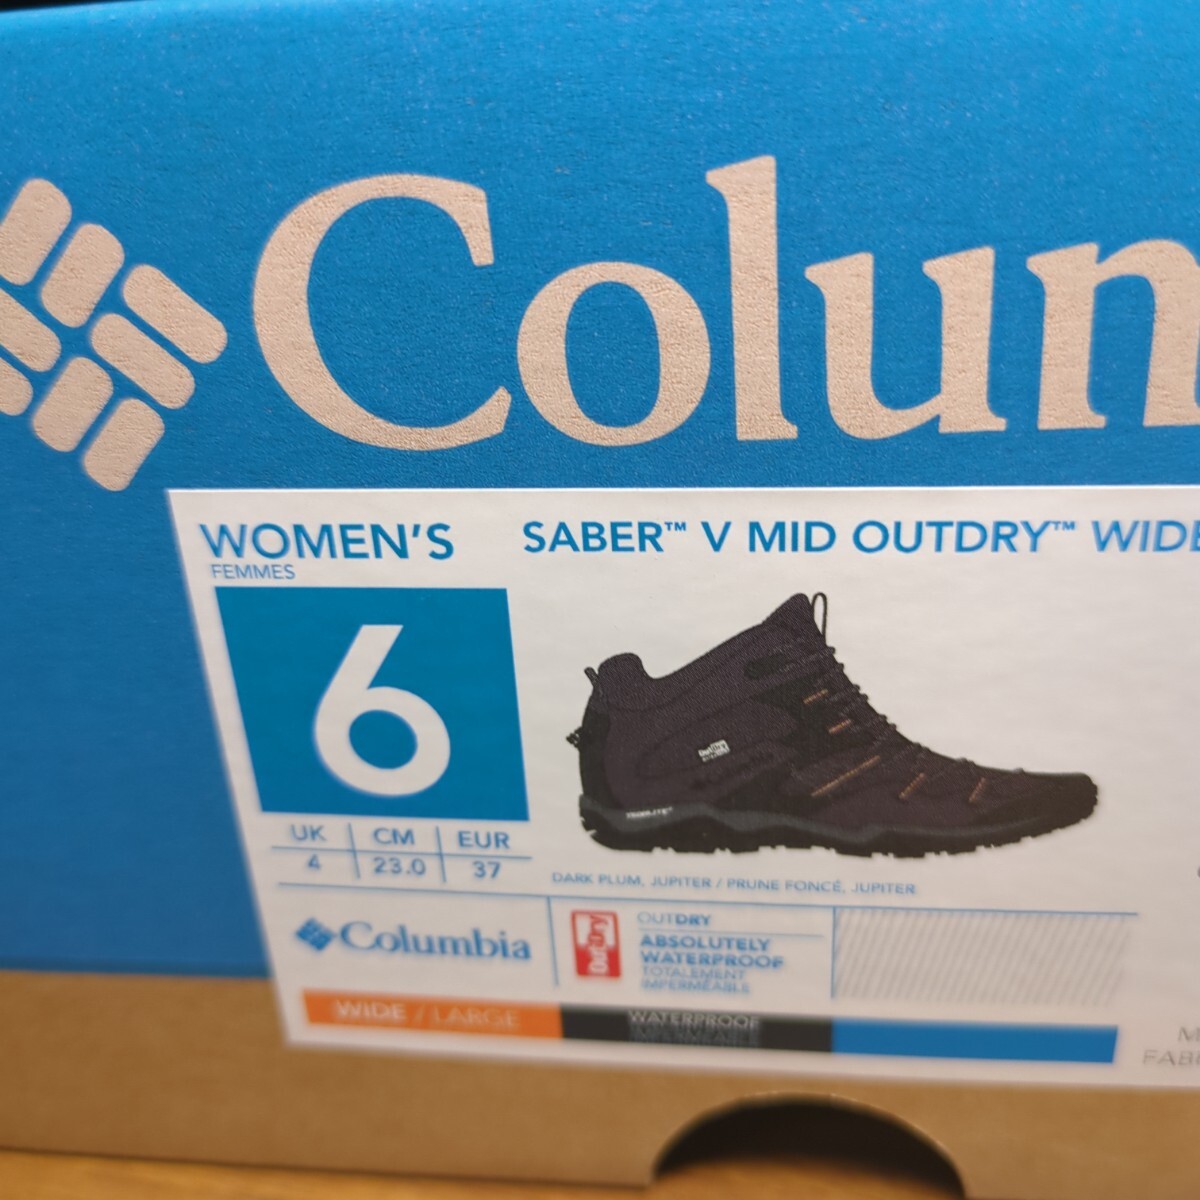 Colum
WOMEN'S
FEMMES
SABER™ V MID OUTDRY™ WIDE
6
UK CM EUR
4 23.0 37
DARK PLUM, JUPITER / PRUNE FONCÉ, JUPITER
Columbia
OutDry
OUTDRY
ABSOLUTELY
WATERPROOF
TOTALEMENT
IMPERMÉABLE
WIDE / LARGE
WATERPROOF